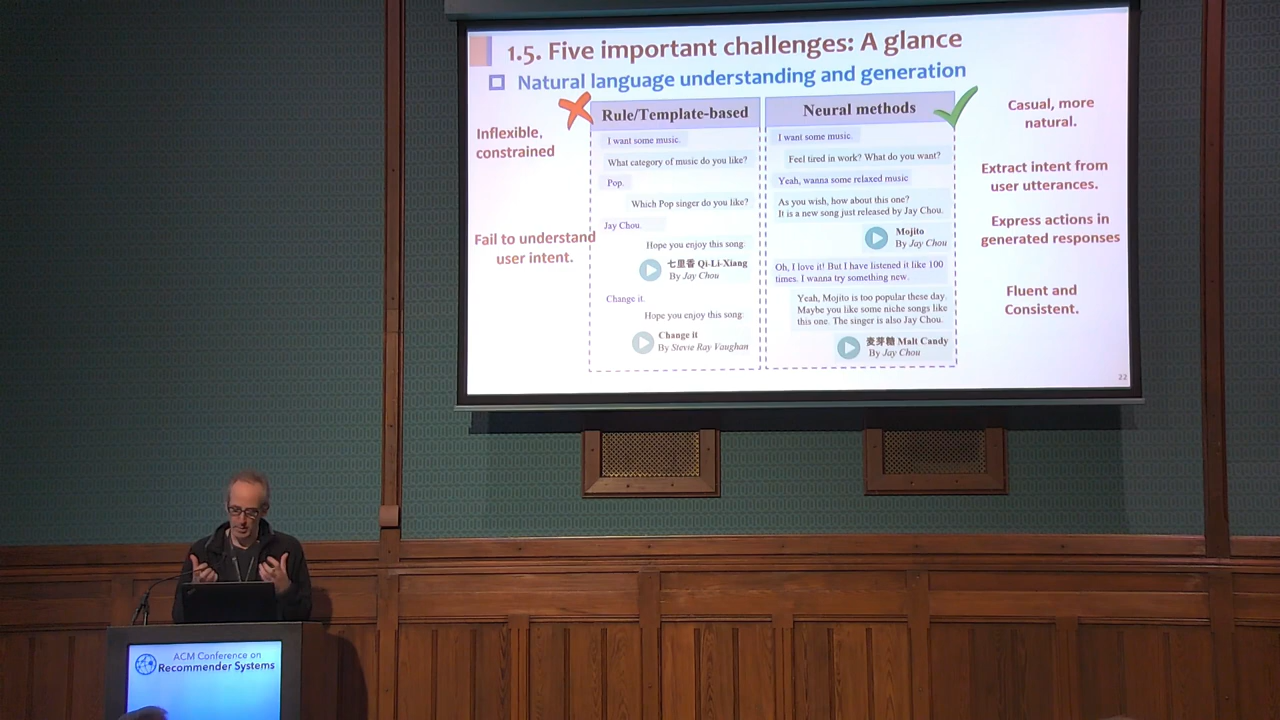 1.5. Five important challenges: A glance
Natural language understanding and generation
Inflexible,
constrained
Fail to understand
user intent.
Rule/Template-based
I want some music.
What category of music do you like?
Pop.
Which Pop singer do you like?
Jay Chou.
Hope you enjoy this song.
七里香 Qi-Li-Xiang
By Jay Chou
Change it.
Hope you enjoy this song.
Change it
By Stevie Ray Vaughan
Neural methods
I want some music.
Feel tired in work? What do you want?
Yeah, wanna some relaxed music
As you wish, how about this one?
It is a new song just released by Jay Chou.
Mojito
By Jay Chou
Oh, I love it! But I have listened it like 100
times. I wanna try something new.
Yeah, Mojito is too popular these day.
Maybe you like some niche songs like
this one. The singer is also Jay Chou.
麦芽糖 Malt Candy
By Jay Chou
Casual, more
natural.
Extract intent from
user utterances.
Express actions in
generated responses
Fluent and
Consistent.
22
ACM Conference on
Recommender Systems